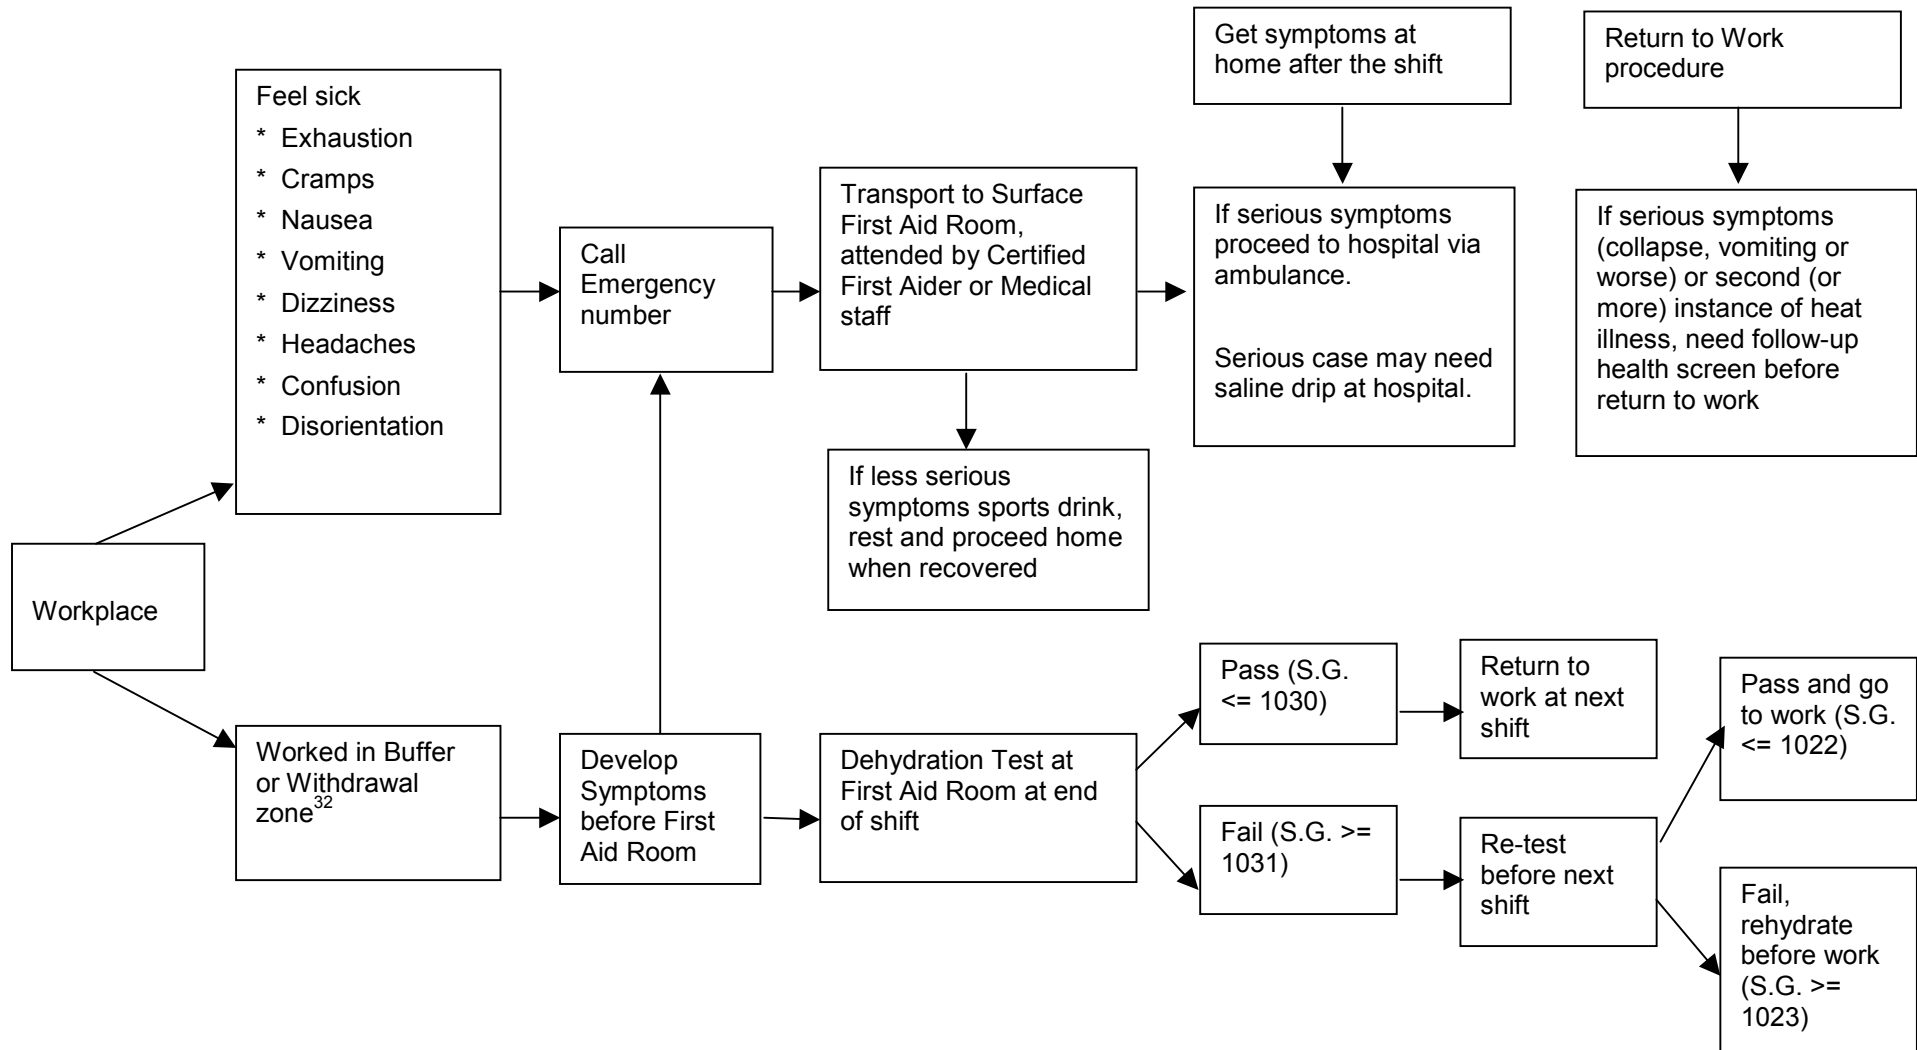 Get symptoms at
home after the shift
Return to Work
procedure
Feel sick
* Exhaustion
* Cramps
* Nausea
* Vomiting
* Dizziness
* Headaches
* Confusion
* Disorientation
Call
Emergency
number
Transport to Surface
First Aid Room,
attended by Certified
First Aider or Medical
staff
If serious symptoms
proceed to hospital via
ambulance.
Serious case may need
saline drip at hospital.
If serious symptoms
(collapse, vomiting or
worse) or second (or
more) instance of heat
illness, need follow-up
health screen before
return to work
If less serious
symptoms sports drink,
rest and proceed home
when recovered
Workplace
Worked in Buffer
or Withdrawal
zone32
Develop
Symptoms
before First
Aid Room
Dehydration Test at
First Aid Room at end
of shift
Pass (S.G.
<= 1030)
Return to
work at next
shift
Pass and go
to work (S.G.
<= 1022)
Fail (S.G. >=
1031)
Re-test
before next
shift
Fail,
rehydrate
before work
(S.G. >=
1023)